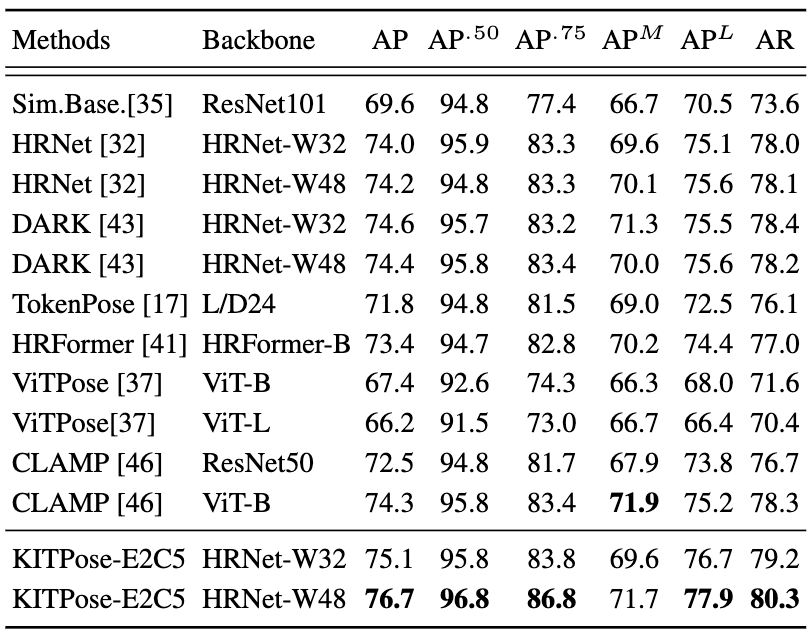 Methods Backbone AP AP.50 AP.75 APM APL AR
Sim.Base.[35] ResNet101 69.6 94.8 77.4 66.7 70.5 73.6
HRNet [32] HRNet-W32 74.0 95.9 83.3 69.6 75.1 78.0
HRNet [32] HRNet-W48 74.2 94.8 83.3 70.1 75.6 78.1
DARK [43] HRNet-W32 74.6 95.7 83.2 71.3 75.5 78.4
DARK [43] HRNet-W48 74.4 95.8 83.4 70.0 75.6 78.2
TokenPose [17] L/D24 71.8 94.8 81.5 69.0 72.5 76.1
HRFormer [41] HRFormer-B 73.4 94.7 82.8 70.2 74.4 77.0
ViTPose [37] ViT-B 67.4 92.6 74.3 66.3 68.0 71.6
ViTPose[37] ViT-L 66.2 91.5 73.0 66.7 66.4 70.4
CLAMP [46] ResNet50 72.5 94.8 81.7 67.9 73.8 76.7
CLAMP [46] ViT-B 74.3 95.8 83.4 71.9 75.2 78.3
KITPose-E2C5 HRNet-W32 75.1 95.8 83.8 69.6 76.7 79.2
KITPose-E2C5 HRNet-W48 76.7 96.8 86.8 71.7 77.9 80.3